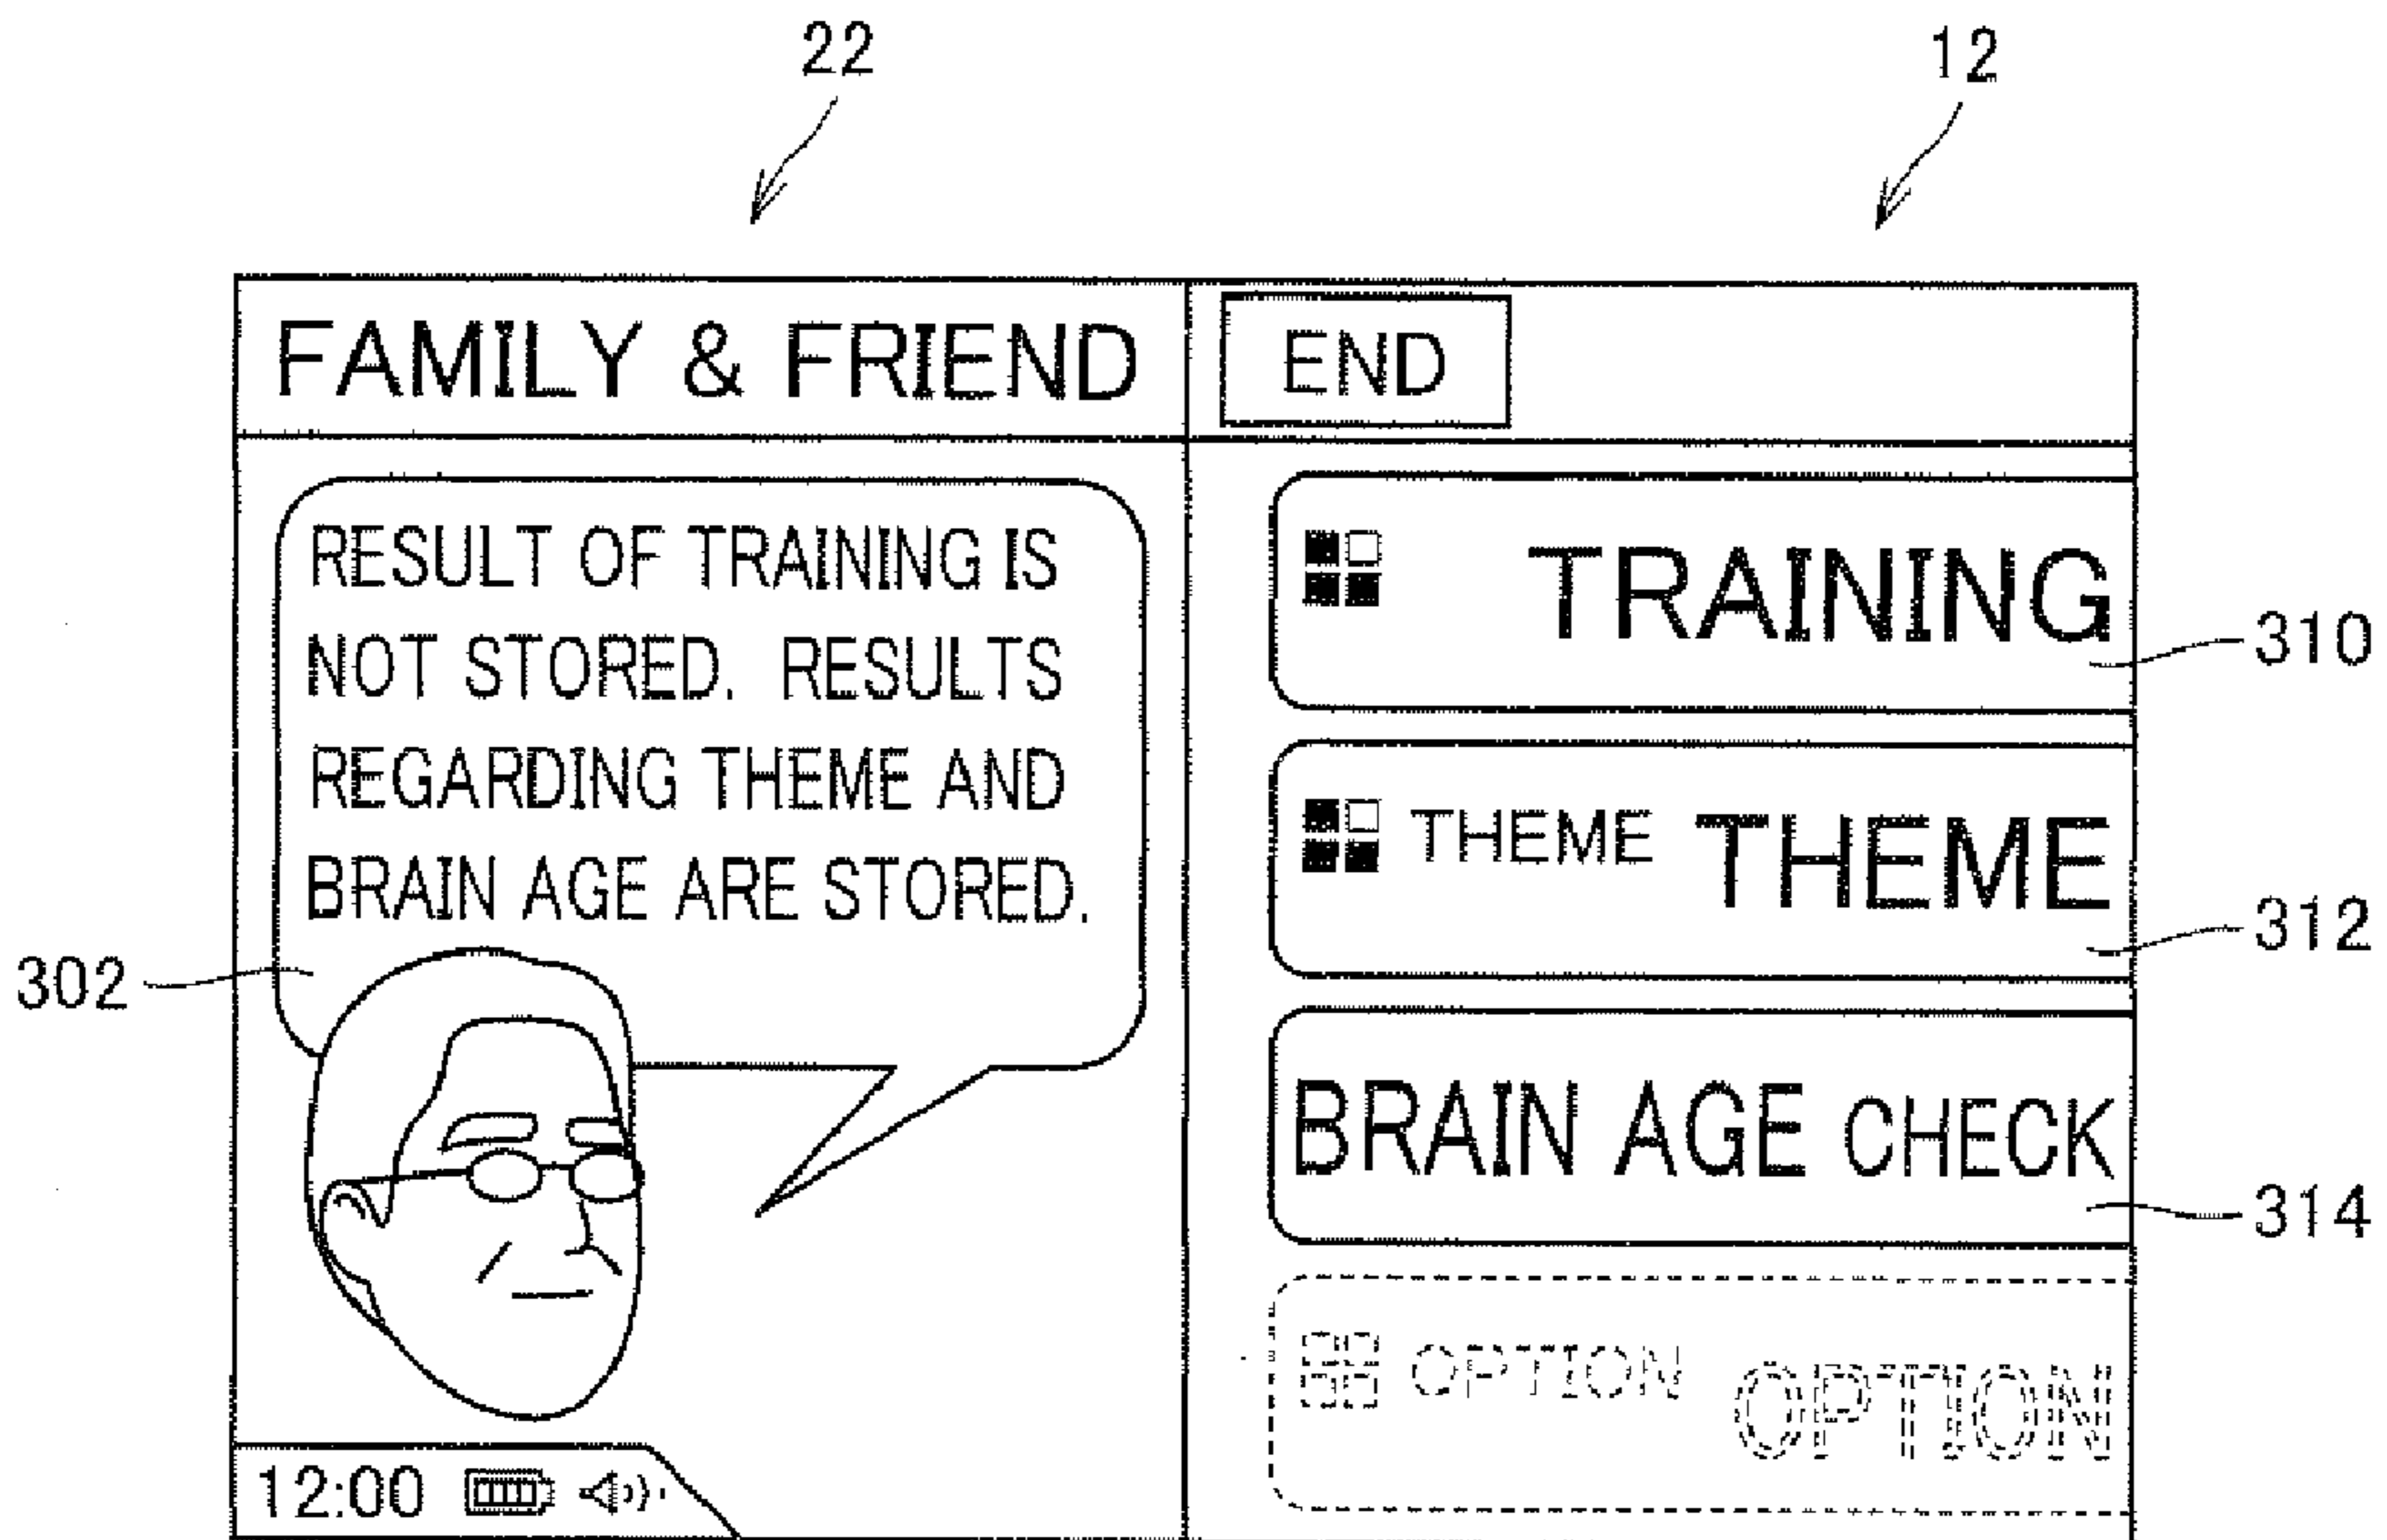 22
12
FAMILY & FRIEND
END
RESULT OF TRAINING IS
NOT STORED. RESULTS
REGARDING THEME AND
BRAIN AGE ARE STORED.
302
12:00
TRAINING
310
THEME THEME
312
BRAIN AGE CHECK
314
OPTION OPTION